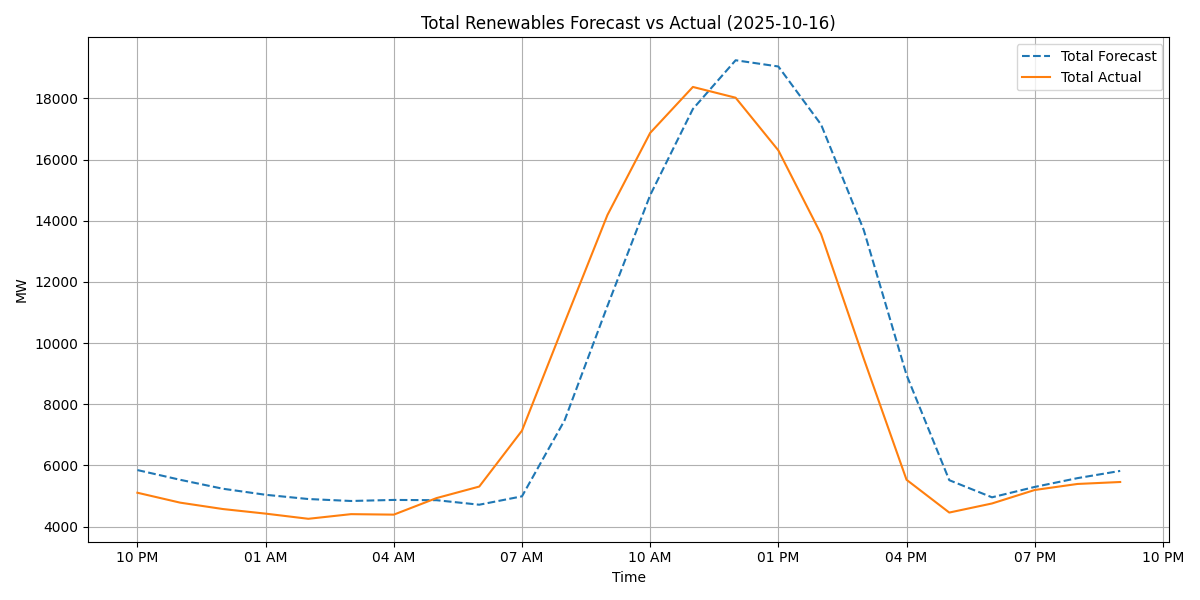 Total Renewables Forecast vs Actual (2025-10-16)
Total Forecast
Total Actual
18000
16000
14000
12000
10000
8000
6000
4000
MW
10 PM 01 AM 04 AM 07 AM 10 AM 01 PM 04 PM 07 PM 10 PM
Time